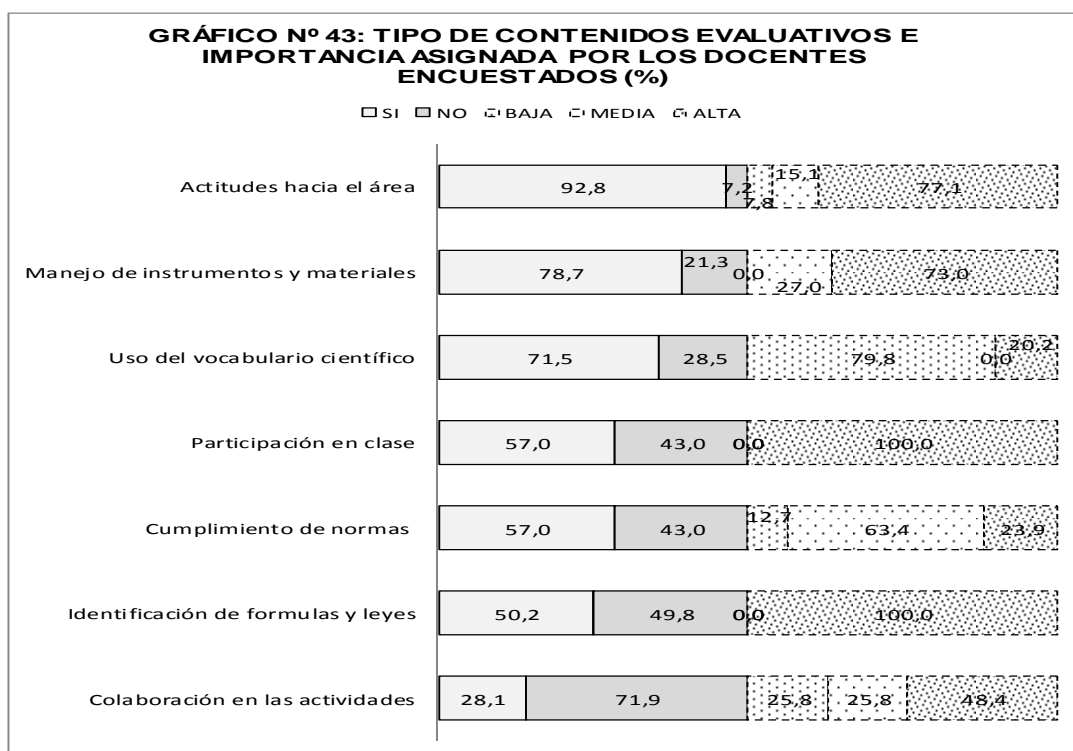 GRÁFICO Nº 43: TIPO DE CONTENIDOS EVALUATIVOS E
IMPORTANCIA ASIGNADA POR LOS DOCENTES
ENCUESTADOS (%)
SI NO BAJA MEDIA ALTA
Actitudes hacia el área 92,8 7,2 7,8 15,1 77,1
Manejo de instrumentos y materiales 78,7 21,3 0,0 27,0 73,0
Uso del vocabulario científico 71,5 28,5 79,8 0,0 20,2
Participación en clase 57,0 43,0 0,0 100,0
Cumplimiento de normas 57,0 43,0 12,7 63,4 23,9
Identificación de formulas y leyes 50,2 49,8 0,0 100,0
Colaboración en las actividades 28,1 71,9 25,8 25,8 48,4